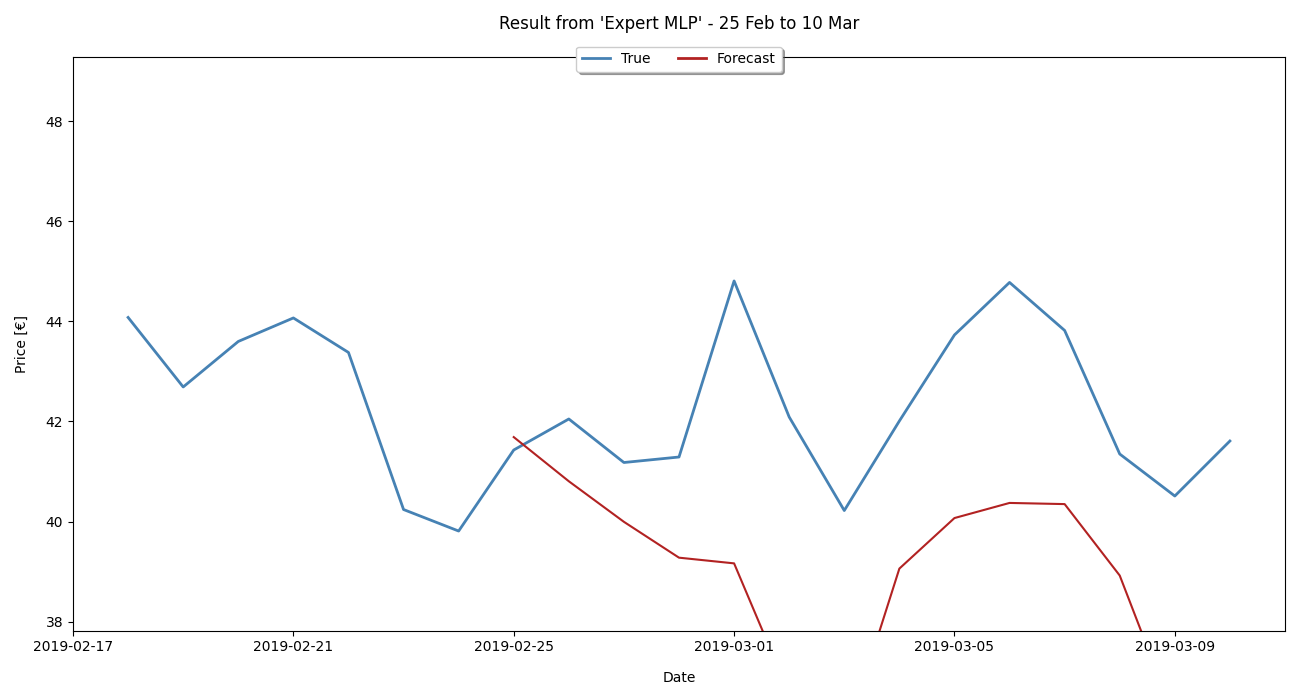 Result from 'Expert MLP' - 25 Feb to 10 Mar
True Forecast
48
46
44
42
40
38
Price [€]
2019-02-17 2019-02-21 2019-02-25 2019-03-01 2019-03-05 2019-03-09
Date